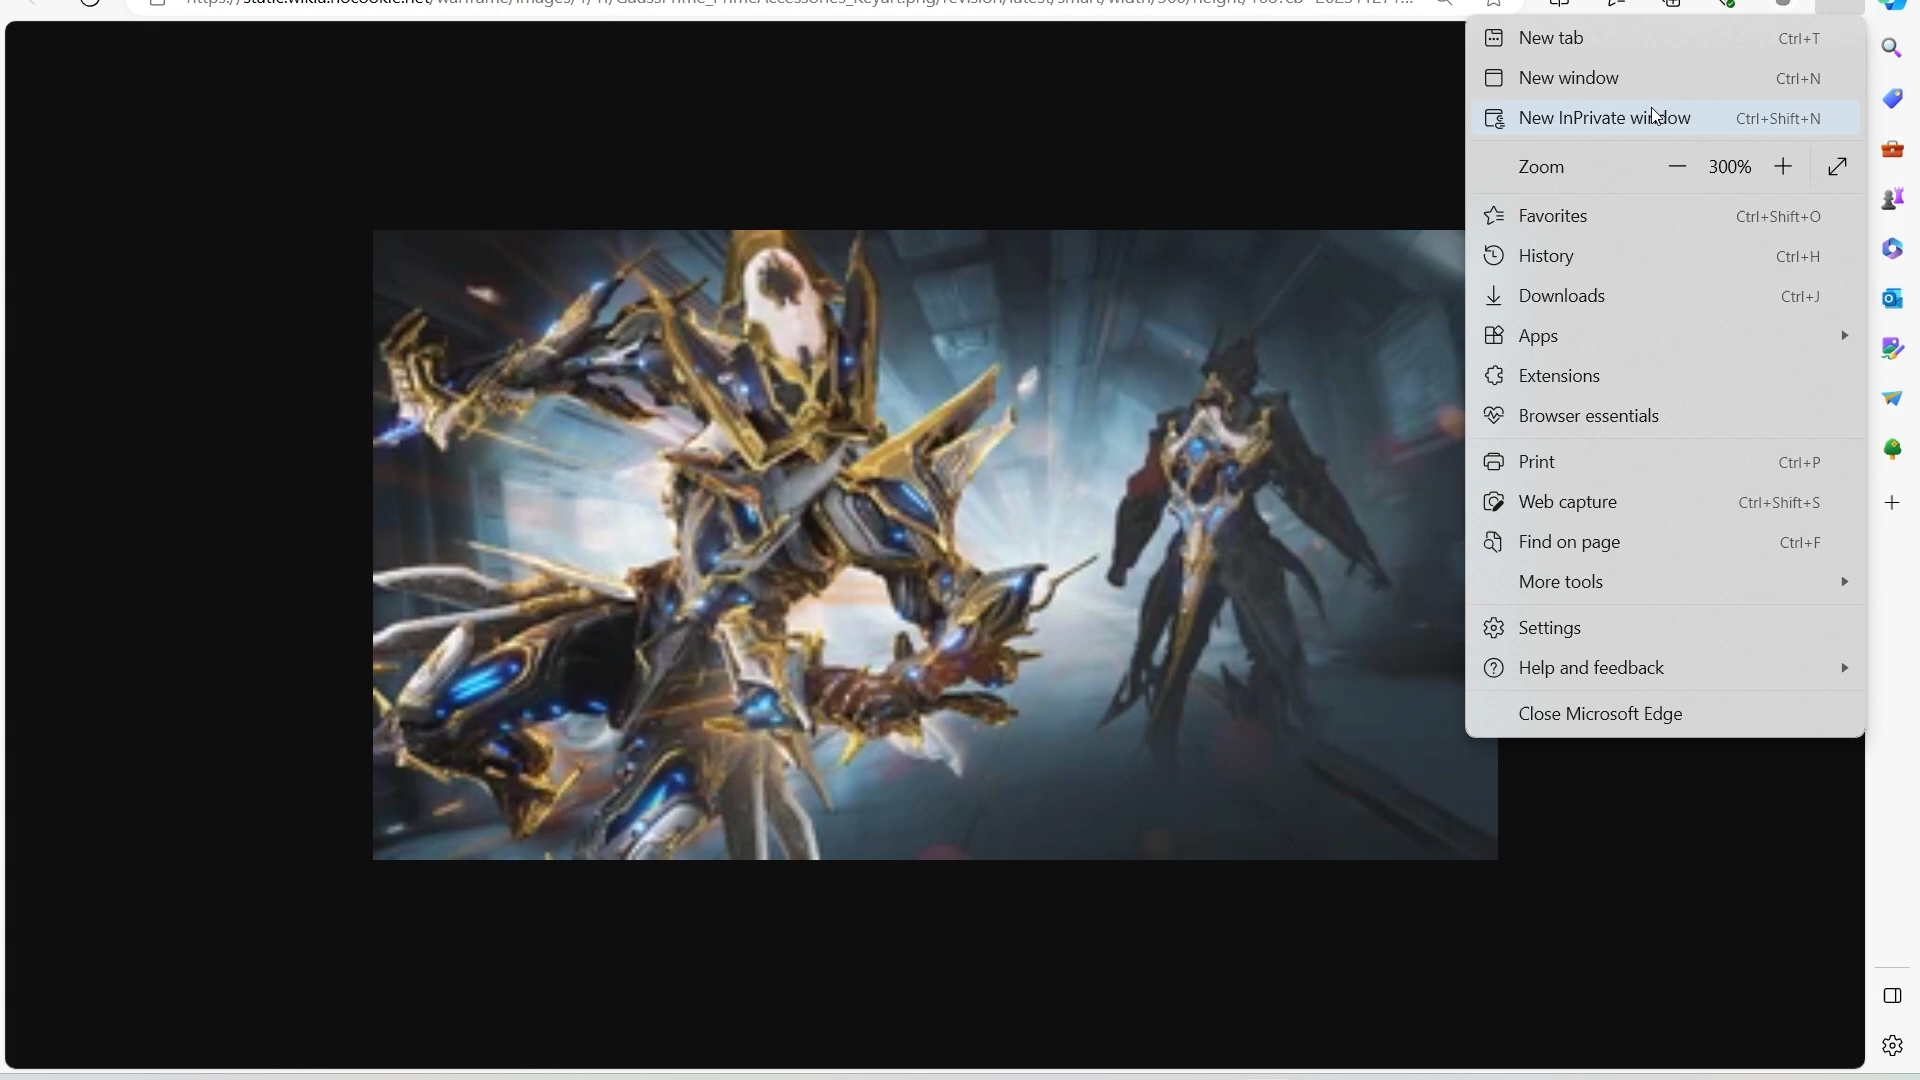 New tab Ctrl+T
New window Ctrl+N
New InPrivate window Ctrl+Shift+N
Zoom 300%
Favorites Ctrl+Shift+O
History Ctrl+H
Downloads Ctrl+J
Apps
Extensions
Browser essentials
Print Ctrl+P
Web capture Ctrl+Shift+S
Find on page Ctrl+F
More tools
Settings
Help and feedback
Close Microsoft Edge